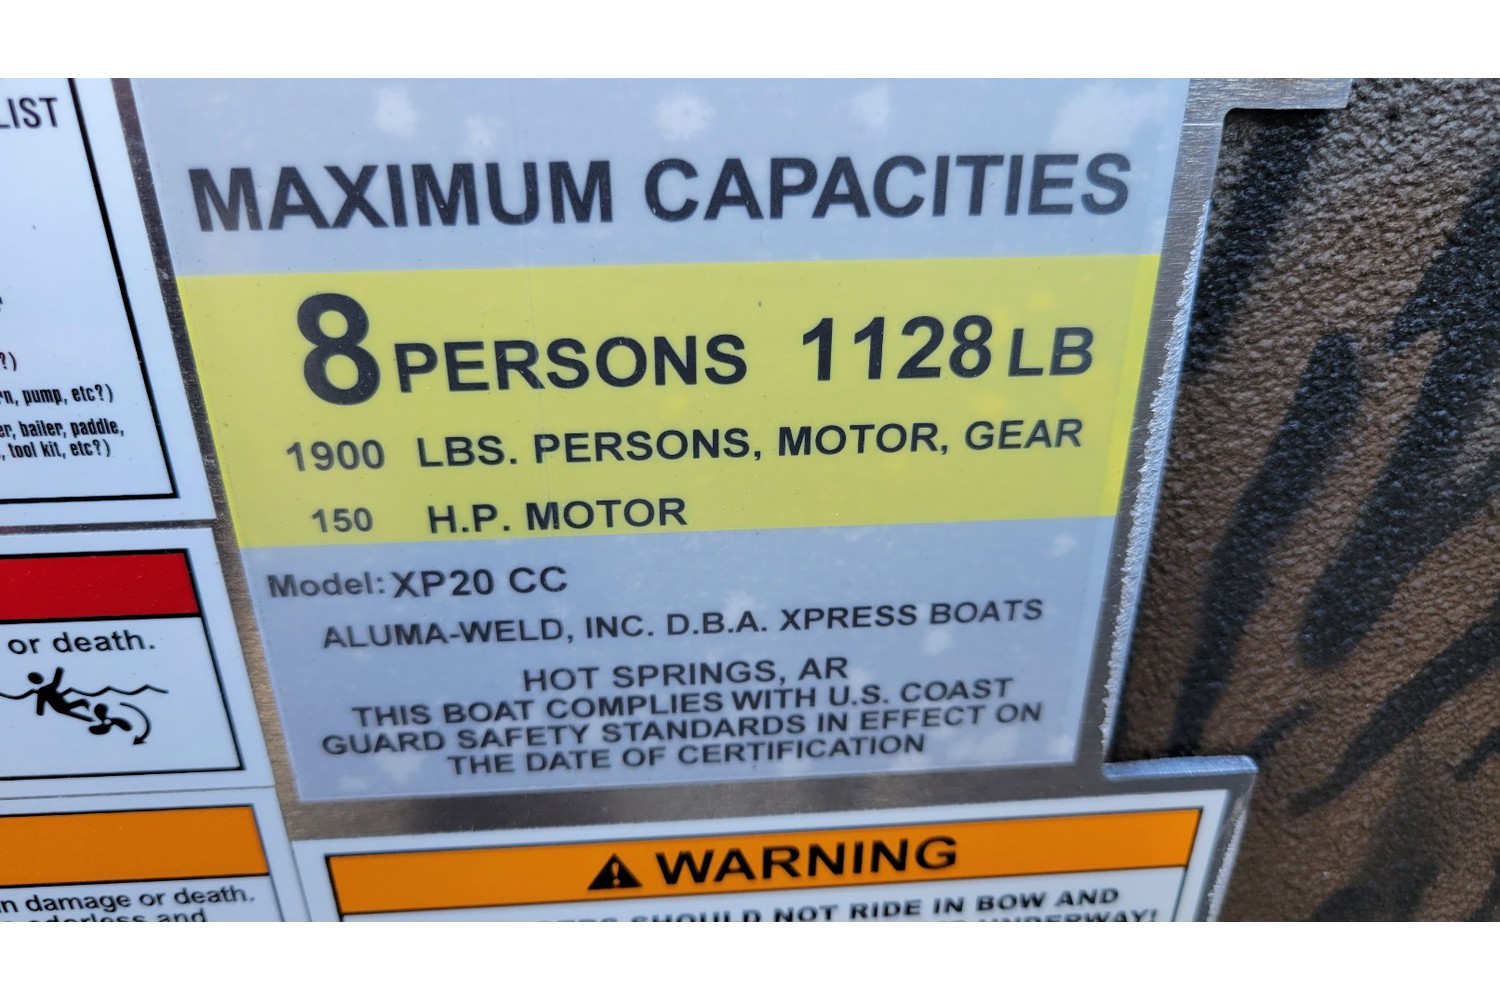 LIST
?)
pump, etc?)
bailer, paddle,
tool kit, etc?)
or death.
damage or death.
and
MAXIMUM CAPACITIES
8 PERSONS 1128 LB
1900 LBS. PERSONS, MOTOR, GEAR
150 H.P. MOTOR
Model: XP20 CC
ALUMA-WELD, INC. D.B.A. XPRESS BOATS
HOT SPRINGS, AR
THIS BOAT COMPLIES WITH U.S. COAST
GUARD SAFETY STANDARDS IN EFFECT ON
THE DATE OF CERTIFICATION
WARNING
SHOULD NOT RIDE IN BOW AND
UNDERWAY!